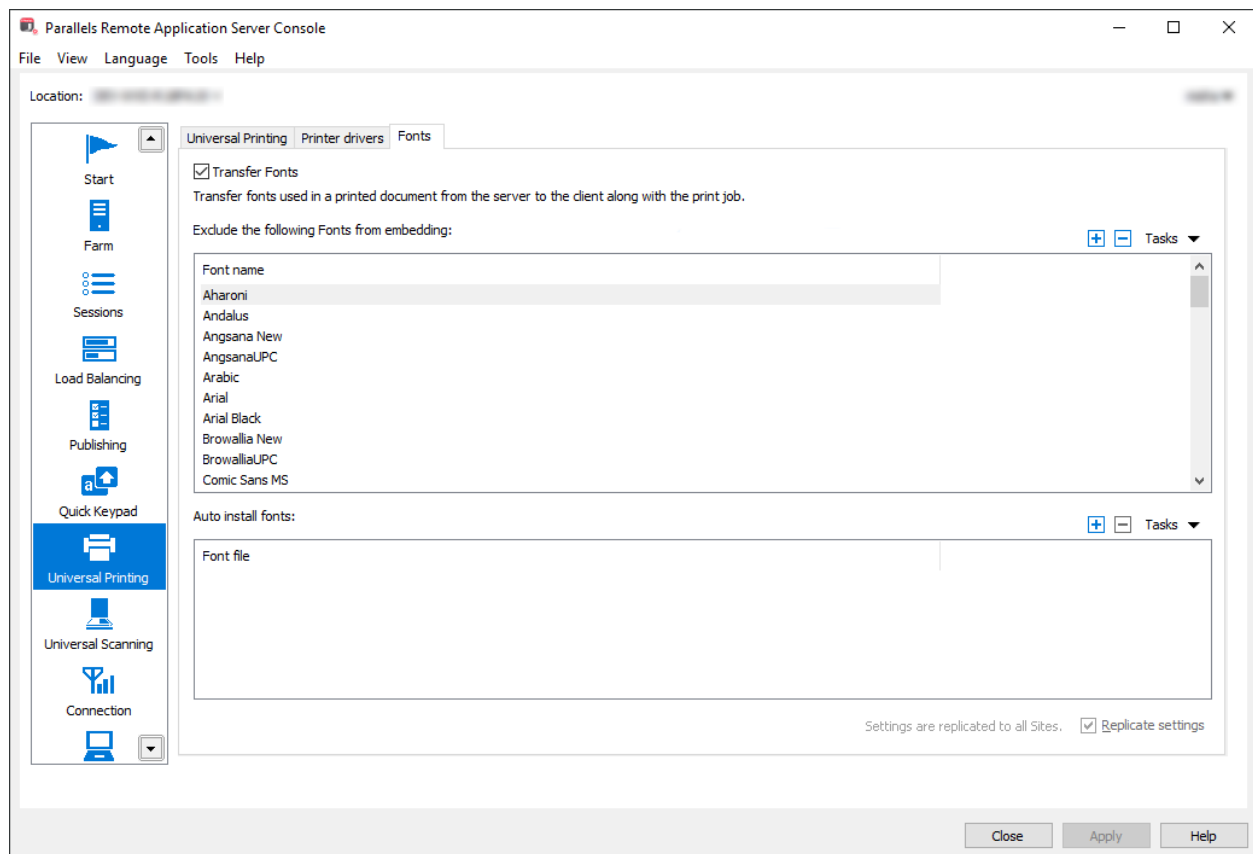 Parallels Remote Application Server Console
File View Language Tools Help
Location:
Start
Farm
Sessions
Load Balancing
Publishing
a
Quick Keypad
Universal Printing
Universal Scanning
Connection
Universal Printing Printer drivers Fonts
Transfer Fonts
Transfer fonts used in a printed document from the server to the client along with the print job.
Exclude the following Fonts from embedding:
Tasks
Font name
Aharoni
Andalus
Angsana New
AngsanaUPC
Arabic
Arial
Arial Black
Browallia New
BrowalliaUPC
Comic Sans MS
Auto install fonts:
Tasks
Font file
Settings are replicated to all Sites. Replicate settings
Close Apply Help